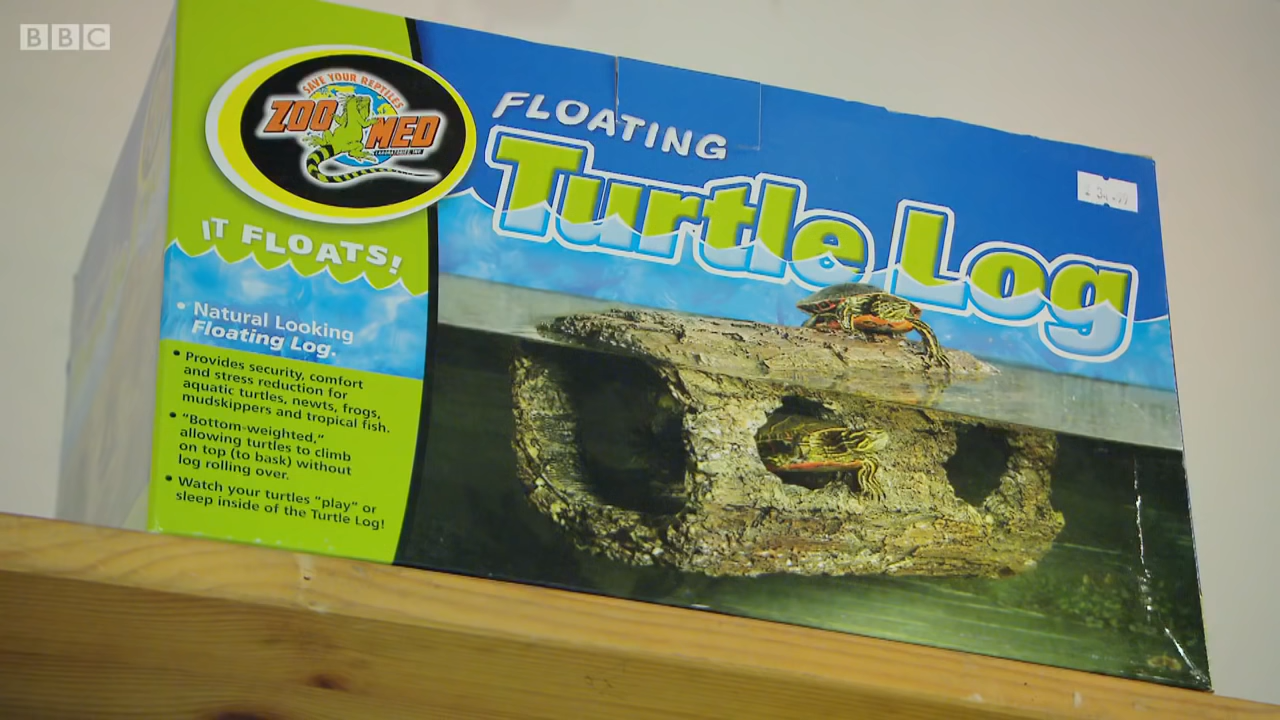 BBC
SAVE YOUR REPTILES
ZOO MED
LABORATORIES, INC
FLOATING
Turtle Log
IT FLOATS!
• Natural Looking
Floating Log.
• Provides security, comfort
and stress reduction for
aquatic turtles, newts, frogs,
mudskippers and tropical fish.
• "Bottom-weighted,"
allowing turtles to climb
on top (to bask) without
log rolling over.
• Watch your turtles "play" or
sleep inside of the Turtle Log!